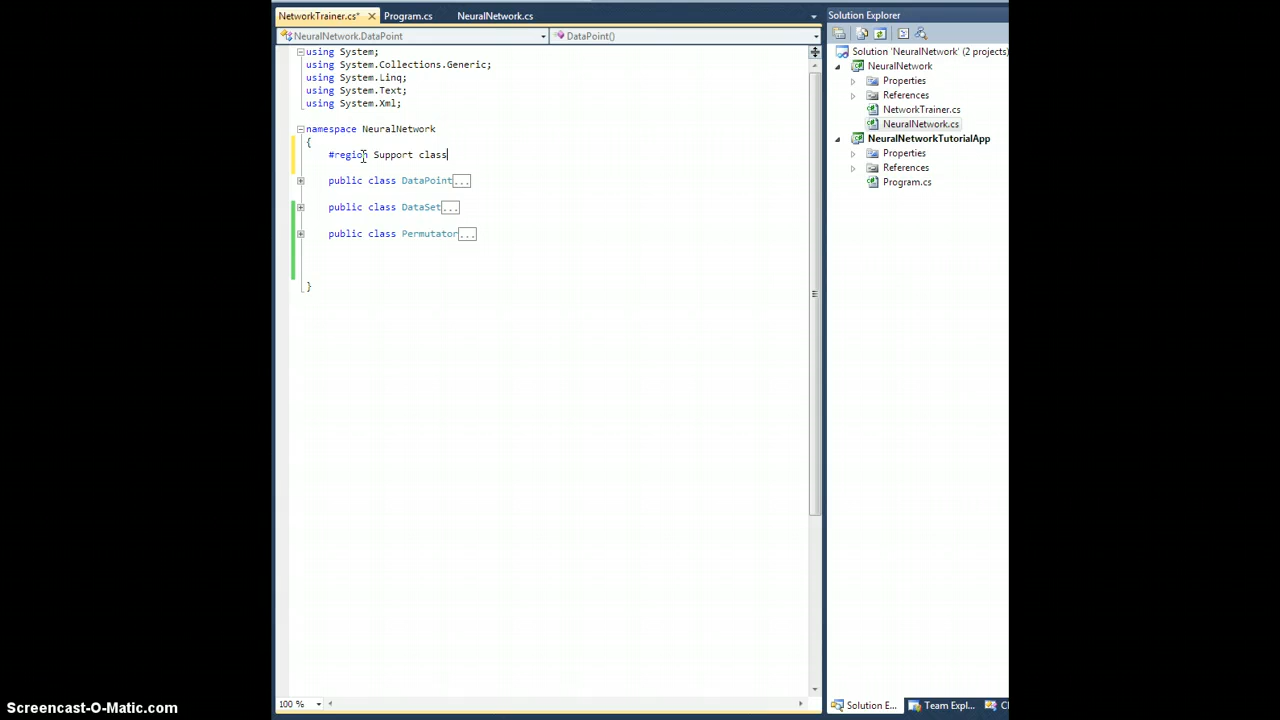 NetworkTrainer.cs* Program.cs NeuralNetwork.cs
NeuralNetwork.DataPoint DataPoint()
using System;
using System.Collections.Generic;
using System.Linq;
using System.Text;
using System.Xml;
namespace NeuralNetwork
{
#region Support class
public class DataPoint...
public class DataSet...
public class Permutator...
}
100 %
Solution Explorer
Solution 'NeuralNetwork' (2 projects)
NeuralNetwork
Properties
References
NetworkTrainer.cs
NeuralNetwork.cs
NeuralNetworkTutorialApp
Properties
References
Program.cs
Solution E... Team Expl...
Screencast-O-Matic.com